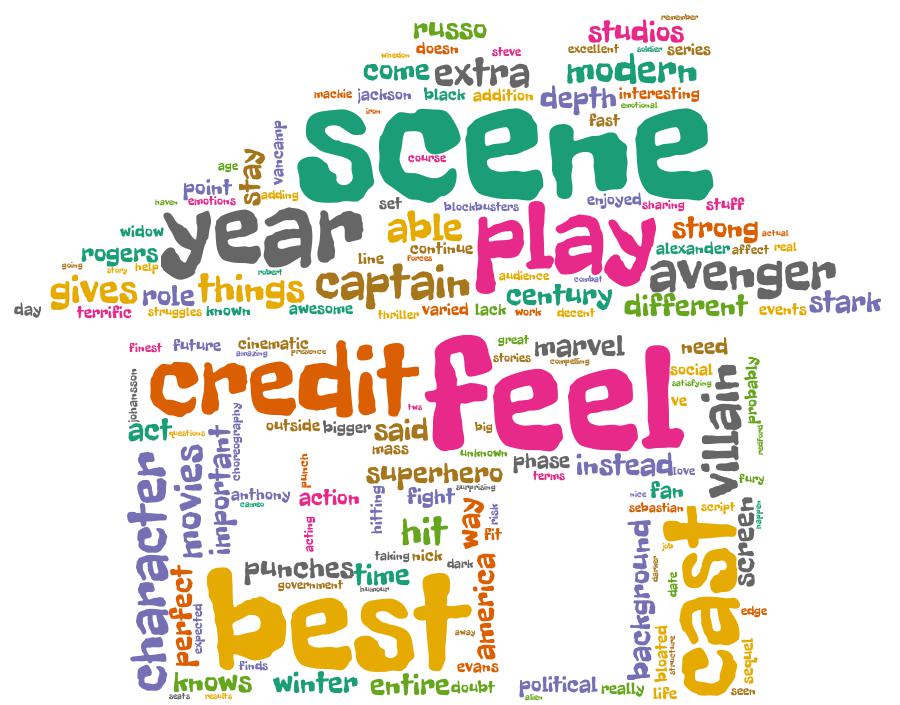 remember
russo studios
doesn steve excellent soldier series
whedon
come extra modern
mackie jackson black addition depth interesting
emotional
iron
fast
scene
course
vancamp
age stay
point adding
haven emotions set blockbusters enjoyed sharing stuff
widow year able play strong actual
rogers line continue alexander affect real
forces
going story help robert captain audience combat avenger
gives role things century different events stark
day terrific struggles known awesome thriller varied lack work decent
finest future cinematic great marvel need
amazing presence stories compelling
johansson credit feel social
satisfying
villain probably
tws ve
act questions choreography outside bigger said big
mass unknown redford
phase instead love
terms
character movies important punch superhero fury
surprising
anthony action hitting fight nice fan
cameo way risk sebastian script screen happen
acting hit fit
taking nick dark
punches time
government humour
perfect expected best america background darker job cast
date
away edge
finds evans bloated structure sequel
knows winter entire doubt political really life seen
seats results alien